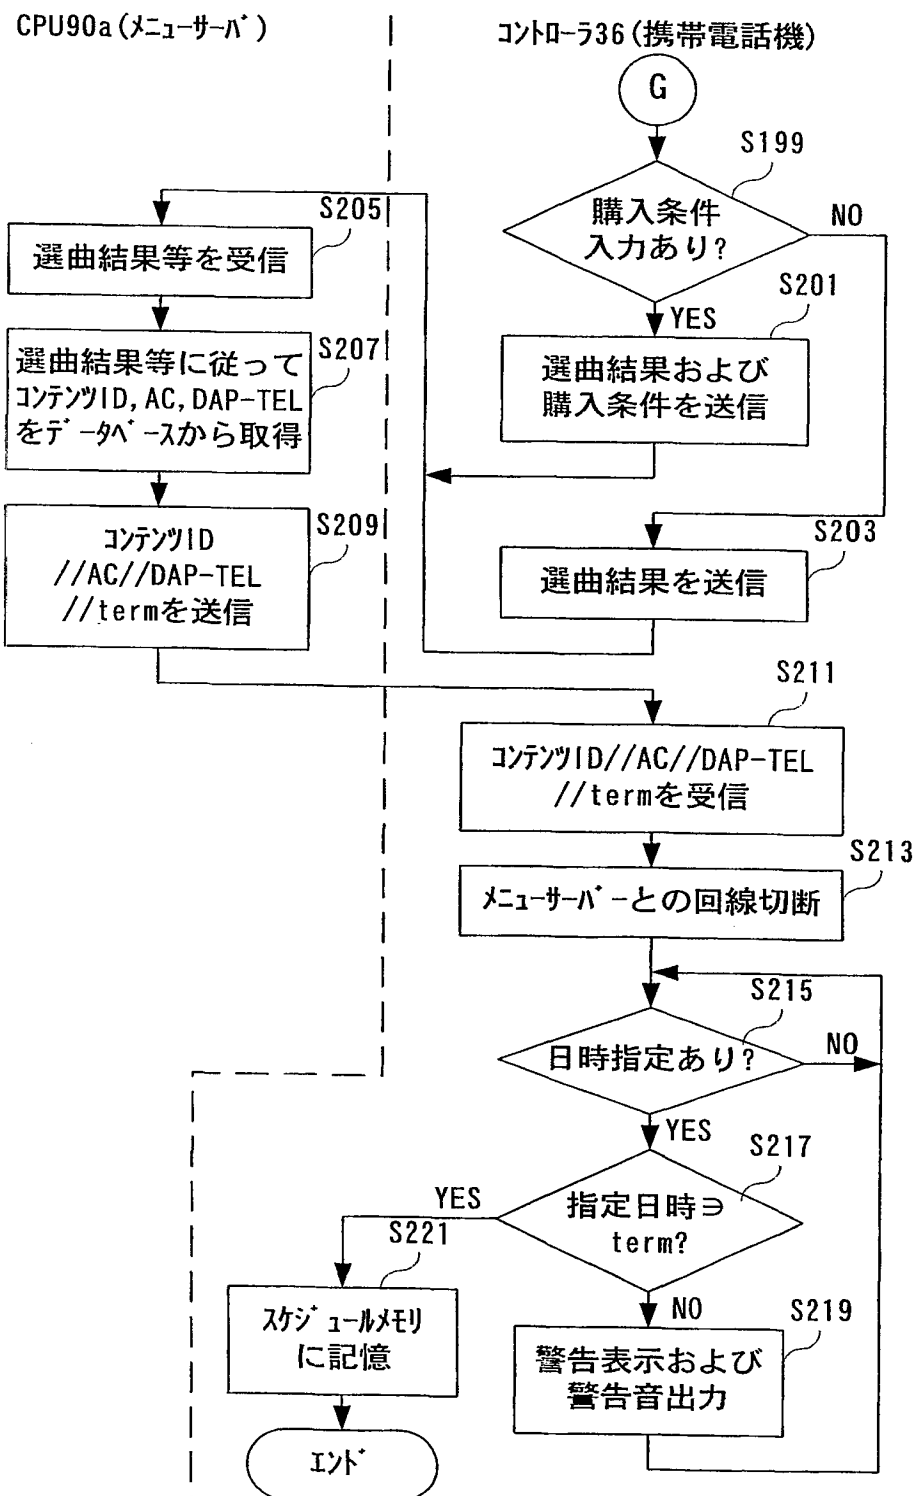 CPU90a(メニューサーバ)
コントローラ36(携帯電話機)
G
S199
購入条件
入力あり?
NO
YES
S201
選曲結果および
購入条件を送信
S203
選曲結果を送信
S205
選曲結果等を受信
S207
選曲結果等に従って
コンテンツID,AC,DAP-TEL
をデータベースから取得
S209
コンテンツID
//AC//DAP-TEL
//termを送信
S211
コンテンツID//AC//DAP-TEL
//termを受信
S213
メニューサーバーとの回線切断
S215
日時指定あり?
NO
YES
S217
指定日時∋
term?
YES
NO
S219
警告表示および
警告音出力
S221
スケジュールメモリ
に記憶
エンド